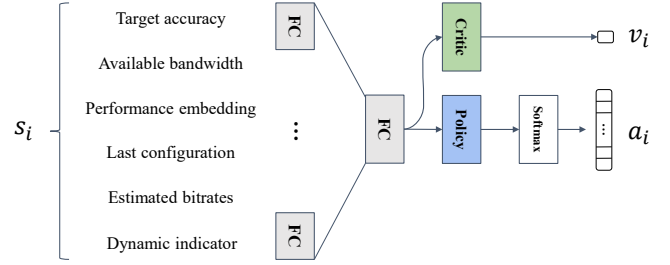 Target accuracy
Available bandwidth
Performance embedding
Last configuration
Estimated bitrates
Dynamic indicator
s_i
FC
...
FC
FC
Critic
Policy
Softmax
v_i
...
a_i